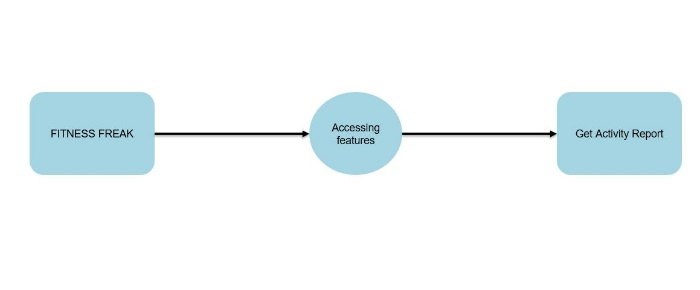 FITNESS FREAK
Accessing
features
Get Activity Report